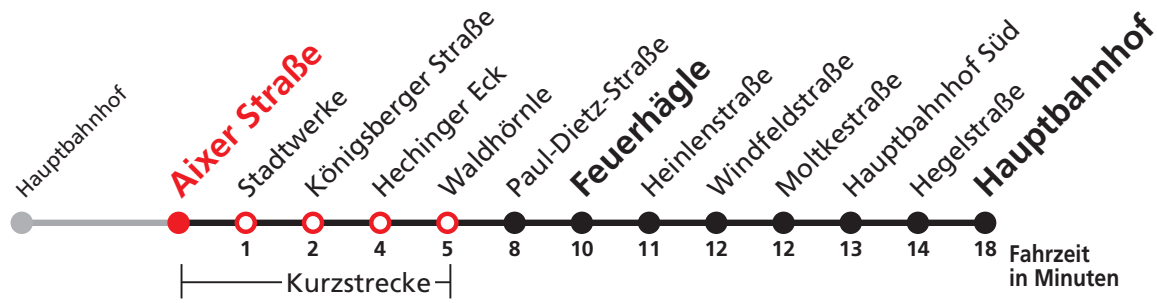 Hauptbahnhof
Aixer Straße
Stadtwerke
Königsberger Straße
Hechinger Eck
Waldhörnle
Paul-Dietz-Straße
Feuerhägle
Heinlenstraße
Windfeldstraße
Moltkestraße
Hauptbahnhof Süd
Hegelstraße
Hauptbahnhof
1 2 4 5 8 10 11 12 12 13 14 18
Fahrzeit
in Minuten
Kurzstrecke